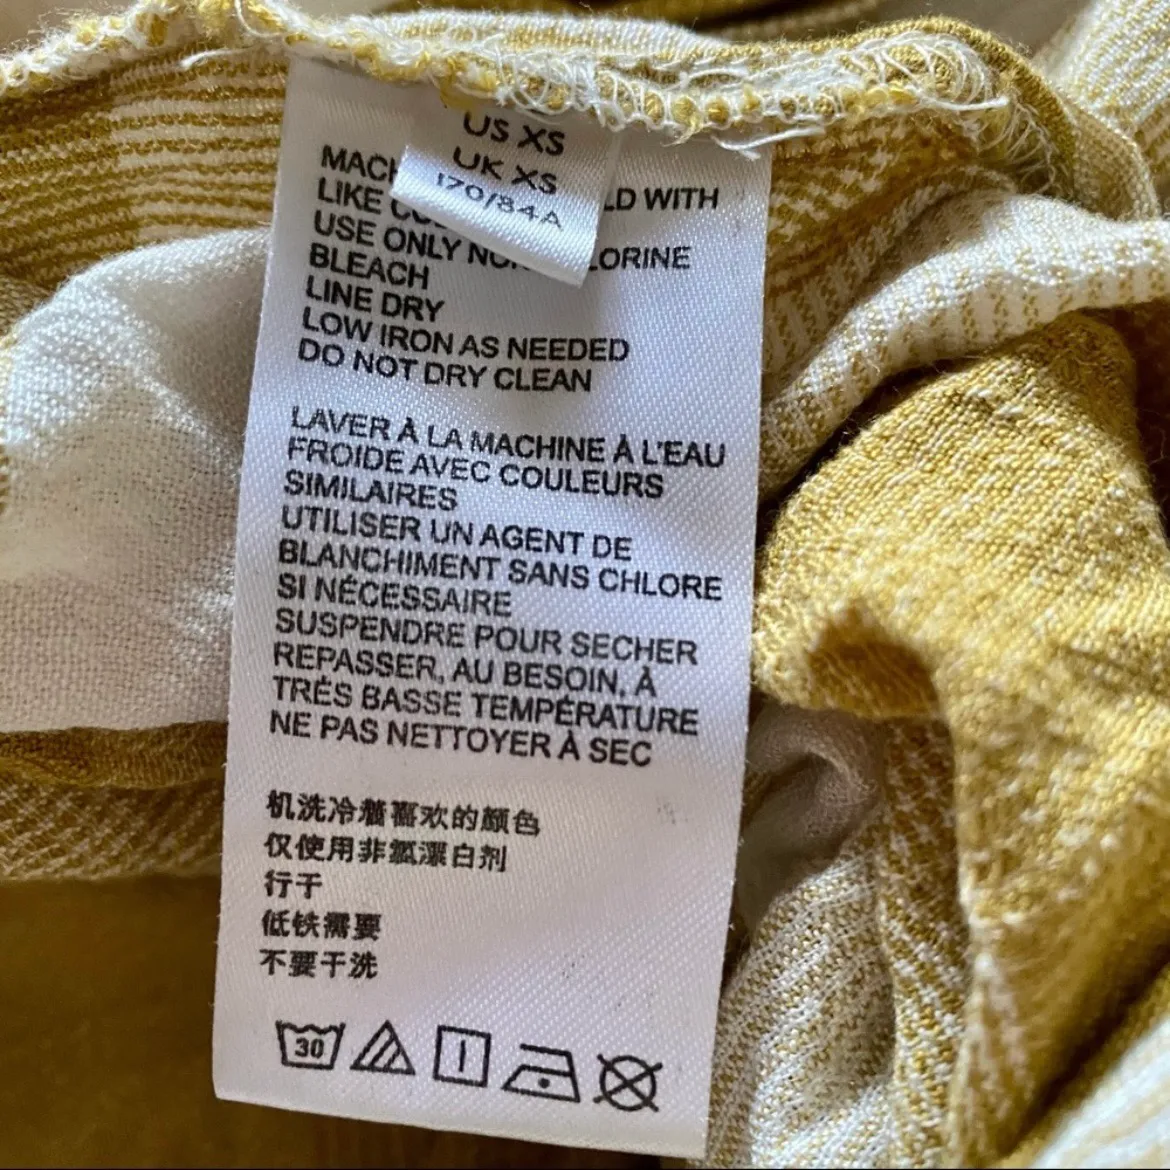 US XS
UK XS
170/84A
LD WITH
LIKE
USE ONLY LORINE
BLEACH
LINE DRY
LOW IRON AS NEEDED
DO NOT DRY CLEAN
LAVER À LA MACHINE À L'EAU
FROIDE AVEC COULEURS
SIMILAIRES
UTILISER UN AGENT DE
BLANCHIMENT SANS CHLORE
SI NÉCESSAIRE
SUSPENDRE POUR SECHER
REPASSER, AU BESOIN, À
TRÉS BASSE TEMPÉRATURE
NE PAS NETTOYER À SEC
机洗冷着喜欢的颜色
仅使用非氯漂白剂
行干
低铁需要
不要干洗
30